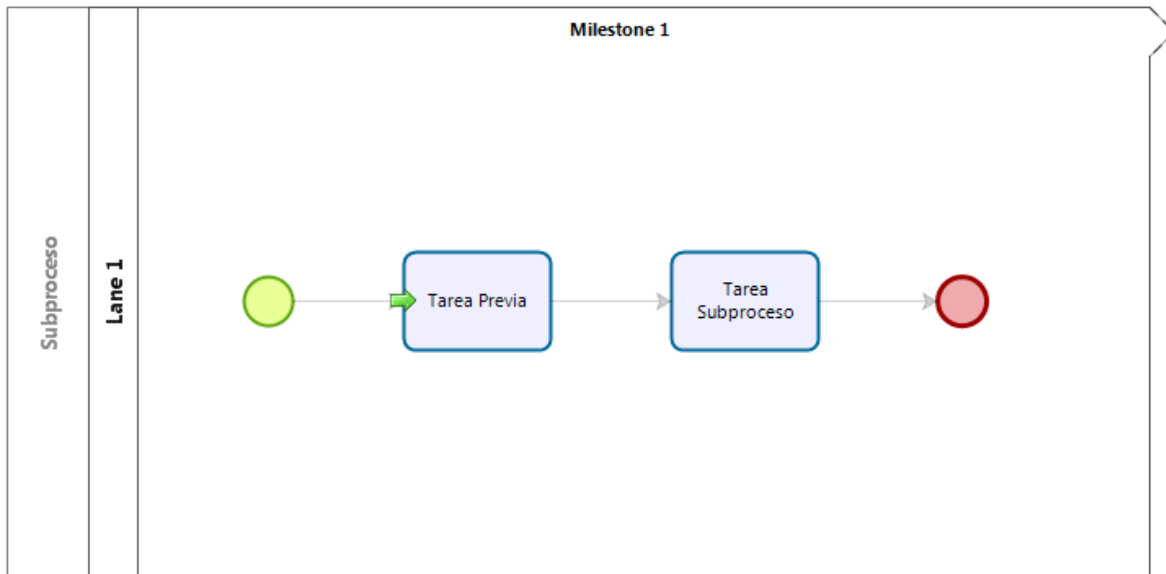 Milestone 1
Subproceso
Lane 1
Tarea Previa
Tarea
Subproceso